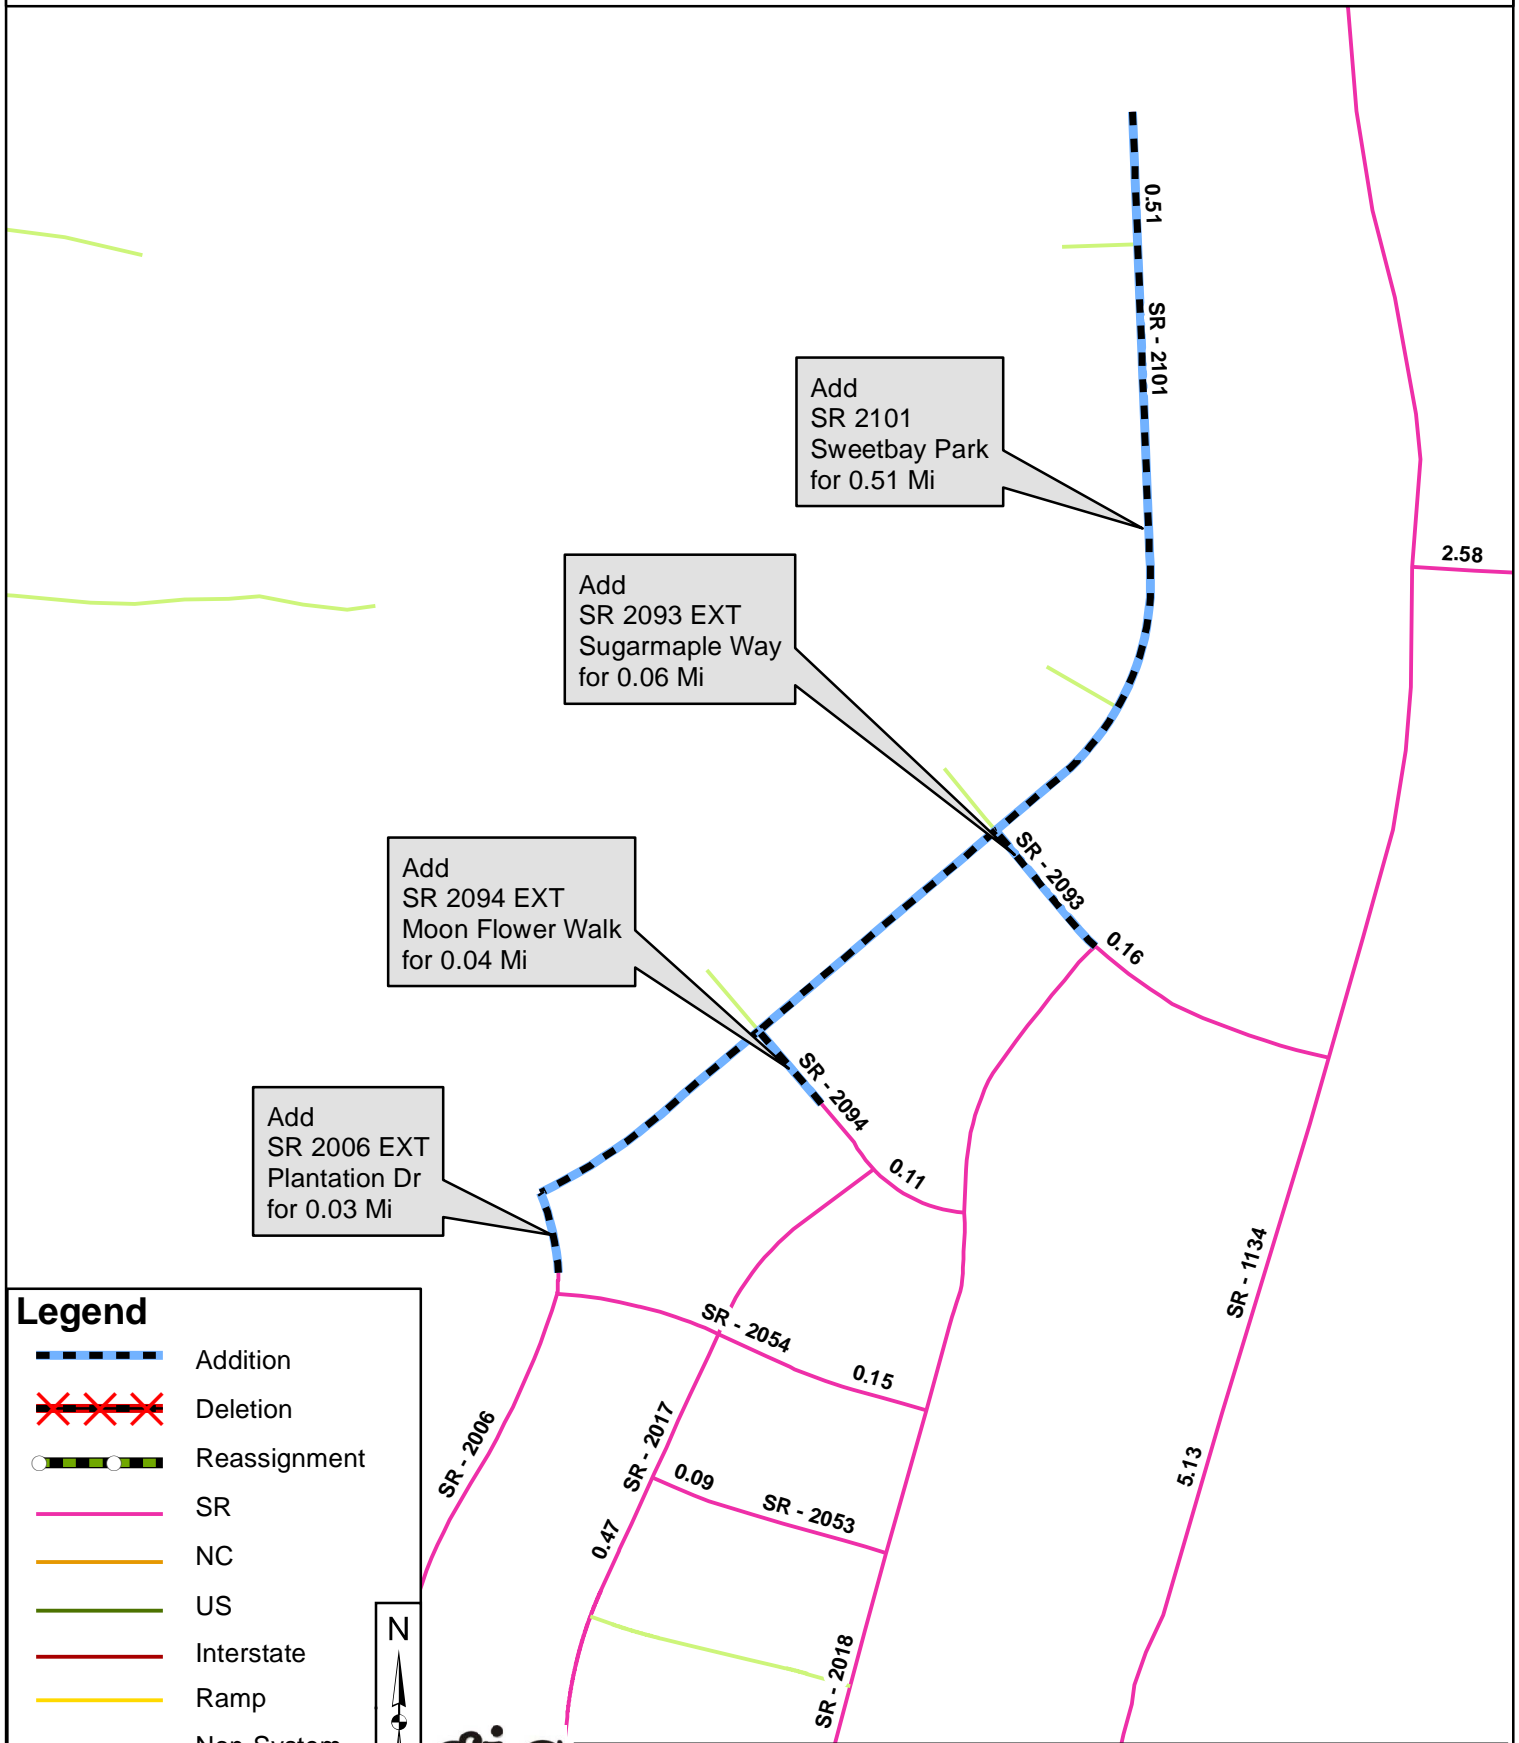 0.51
SR - 2101
Add
SR 2101
Sweetbay Park
for 0.51 Mi
2.58
Add
SR 2093 EXT
Sugarmaple Way
for 0.06 Mi
SR - 2093
0.16
Add
SR 2094 EXT
Moon Flower Walk
for 0.04 Mi
SR - 2094
0.11
Add
SR 2006 EXT
Plantation Dr
for 0.03 Mi
SR - 1134
SR - 2054
0.15
SR - 2006
SR - 2017
0.09
SR - 2053
0.47
5.13
SR - 2018
Legend
Addition
Deletion
Reassignment
SR
NC
US
Interstate
Ramp
Non System
N